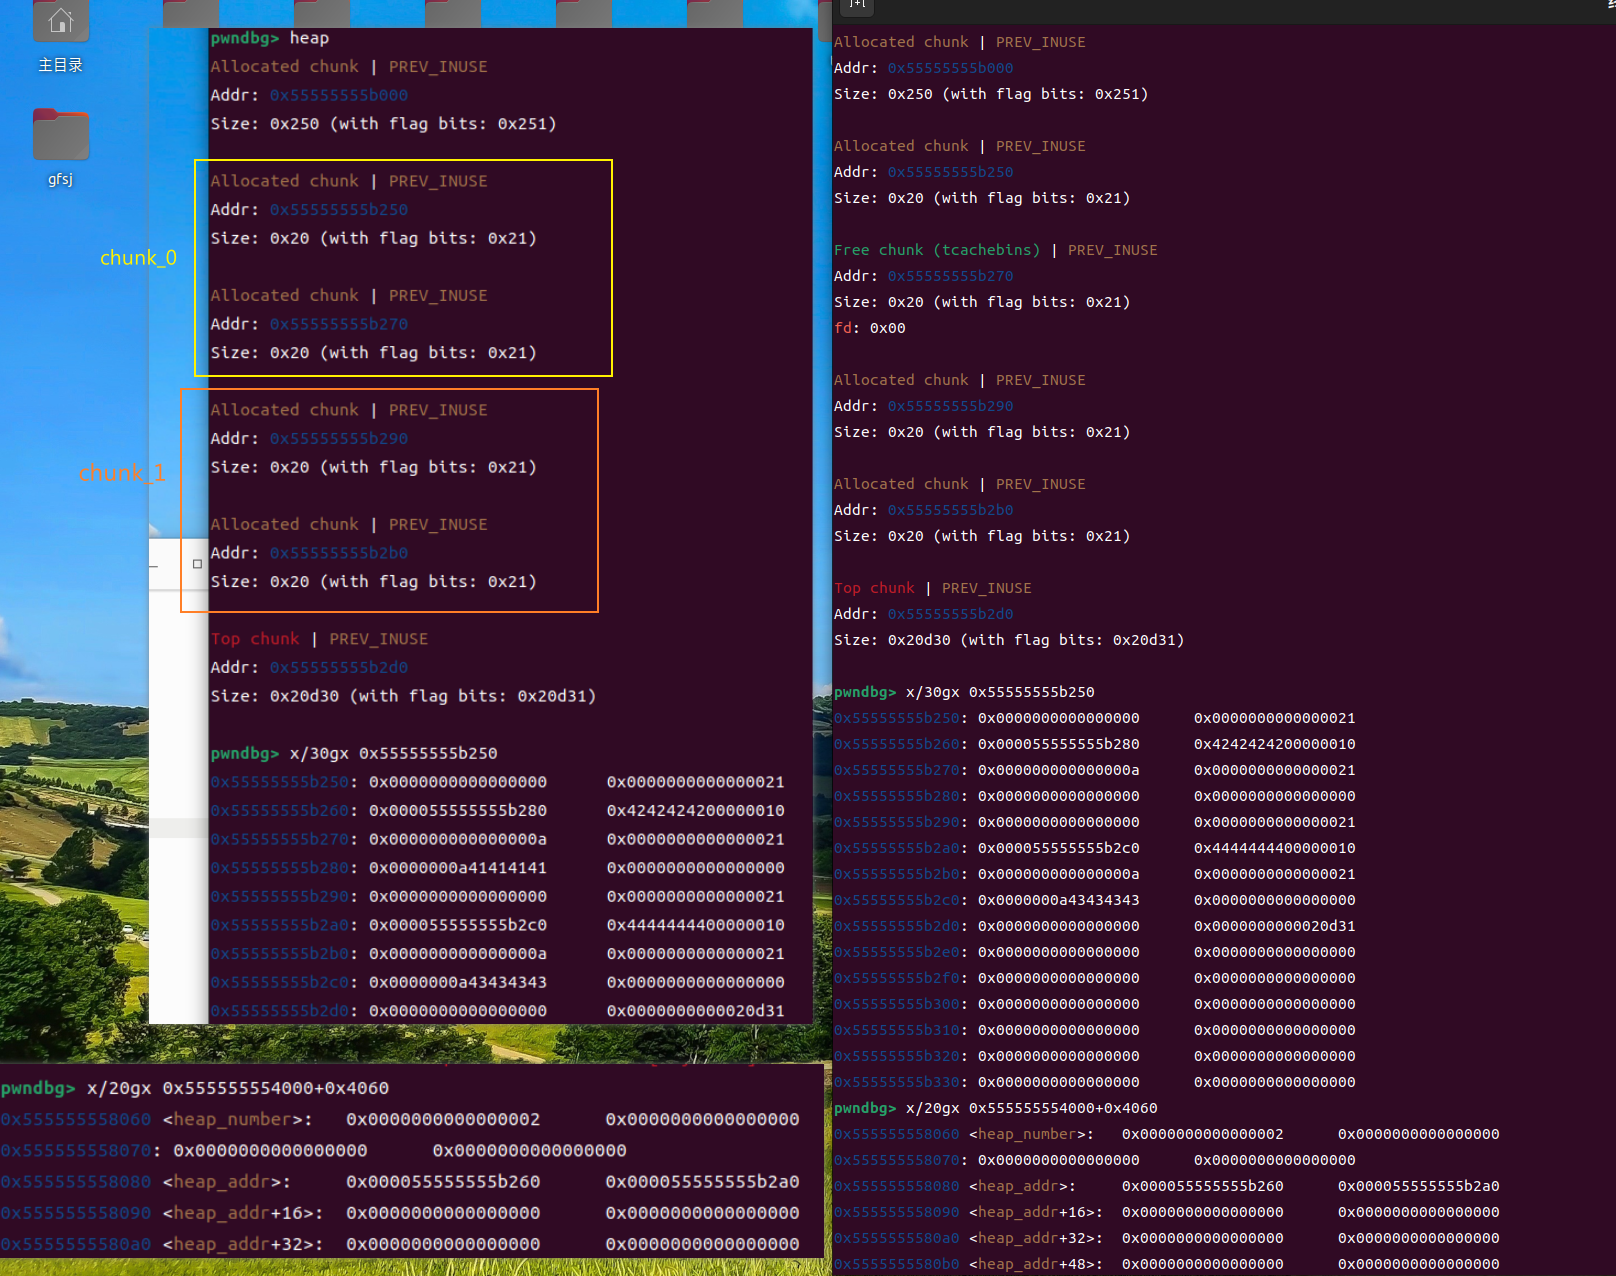 主目录
gfsj
chunk_0
chunk_1
pwndbg> heap
Allocated chunk | PREV_INUSE
Addr: 0x55555555b000
Size: 0x250 (with flag bits: 0x251)
Allocated chunk | PREV_INUSE
Addr: 0x55555555b250
Size: 0x20 (with flag bits: 0x21)
Allocated chunk | PREV_INUSE
Addr: 0x55555555b270
Size: 0x20 (with flag bits: 0x21)
Allocated chunk | PREV_INUSE
Addr: 0x55555555b290
Size: 0x20 (with flag bits: 0x21)
Allocated chunk | PREV_INUSE
Addr: 0x55555555b2b0
Size: 0x20 (with flag bits: 0x21)
Top chunk | PREV_INUSE
Addr: 0x55555555b2d0
Size: 0x20d30 (with flag bits: 0x20d31)
pwndbg> x/30gx 0x55555555b250
0x55555555b250: 0x0000000000000000 0x0000000000000021
0x55555555b260: 0x000055555555b280 0x4242424200000010
0x55555555b270: 0x000000000000000a 0x0000000000000021
0x55555555b280: 0x0000000a41414141 0x0000000000000000
0x55555555b290: 0x0000000000000000 0x0000000000000021
0x55555555b2a0: 0x000055555555b2c0 0x4444444400000010
0x55555555b2b0: 0x000000000000000a 0x0000000000000021
0x55555555b2c0: 0x0000000a43434343 0x0000000000000000
0x55555555b2d0: 0x0000000000000000 0x0000000000020d31
pwndbg> x/20gx 0x555555554000+0x4060
0x555555558060 <heap_number>: 0x0000000000000002 0x0000000000000000
0x555555558070: 0x0000000000000000 0x0000000000000000
0x555555558080 <heap_addr>: 0x000055555555b260 0x000055555555b2a0
0x555555558090 <heap_addr+16>: 0x0000000000000000 0x0000000000000000
0x5555555580a0 <heap_addr+32>: 0x0000000000000000 0x0000000000000000
Allocated chunk | PREV_INUSE
Addr: 0x55555555b000
Size: 0x250 (with flag bits: 0x251)
Allocated chunk | PREV_INUSE
Addr: 0x55555555b250
Size: 0x20 (with flag bits: 0x21)
Free chunk (tcachebins) | PREV_INUSE
Addr: 0x55555555b270
Size: 0x20 (with flag bits: 0x21)
fd: 0x00
Allocated chunk | PREV_INUSE
Addr: 0x55555555b290
Size: 0x20 (with flag bits: 0x21)
Allocated chunk | PREV_INUSE
Addr: 0x55555555b2b0
Size: 0x20 (with flag bits: 0x21)
Top chunk | PREV_INUSE
Addr: 0x55555555b2d0
Size: 0x20d30 (with flag bits: 0x20d31)
pwndbg> x/30gx 0x55555555b250
0x55555555b250: 0x0000000000000000 0x0000000000000021
0x55555555b260: 0x000055555555b280 0x4242424200000010
0x55555555b270: 0x000000000000000a 0x0000000000000021
0x55555555b280: 0x0000000000000000 0x0000000000000000
0x55555555b290: 0x0000000000000000 0x0000000000000021
0x55555555b2a0: 0x000055555555b2c0 0x4444444400000010
0x55555555b2b0: 0x000000000000000a 0x0000000000000021
0x55555555b2c0: 0x0000000a43434343 0x0000000000000000
0x55555555b2d0: 0x0000000000000000 0x0000000000020d31
0x55555555b2e0: 0x0000000000000000 0x0000000000000000
0x55555555b2f0: 0x0000000000000000 0x0000000000000000
0x55555555b300: 0x0000000000000000 0x0000000000000000
0x55555555b310: 0x0000000000000000 0x0000000000000000
0x55555555b320: 0x0000000000000000 0x0000000000000000
0x55555555b330: 0x0000000000000000 0x0000000000000000
pwndbg> x/20gx 0x555555554000+0x4060
0x555555558060 <heap_number>: 0x0000000000000002 0x0000000000000000
0x555555558070: 0x0000000000000000 0x0000000000000000
0x555555558080 <heap_addr>: 0x000055555555b260 0x000055555555b2a0
0x555555558090 <heap_addr+16>: 0x0000000000000000 0x0000000000000000
0x5555555580a0 <heap_addr+32>: 0x0000000000000000 0x0000000000000000
0x5555555580b0 <heap_addr+48>: 0x0000000000000000 0x0000000000000000